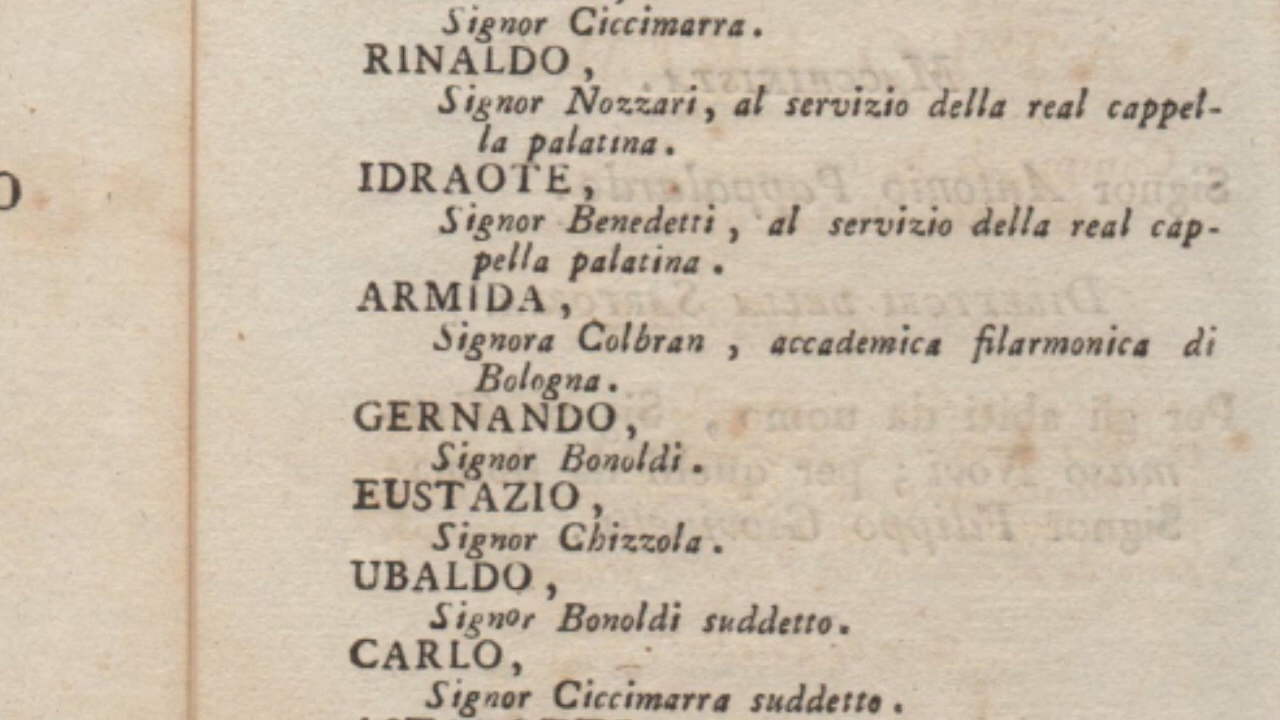 Signor Ciccimarra.
RINALDO,
Signor Nozzari, al servizio della real cappel-
la palatina.
IDRAOTE,
Signor Benedetti, al servizio della real cap-
pella palatina.
ARMIDA,
Signora Colbran, accademica filarmonica di
Bologna.
GERNANDO,
Signor Bonoldi.
EUSTAZIO,
Signor Chizzola.
UBALDO,
Signor Bonoldi suddetto.
CARLO,
Signor Ciccimarra suddetto.